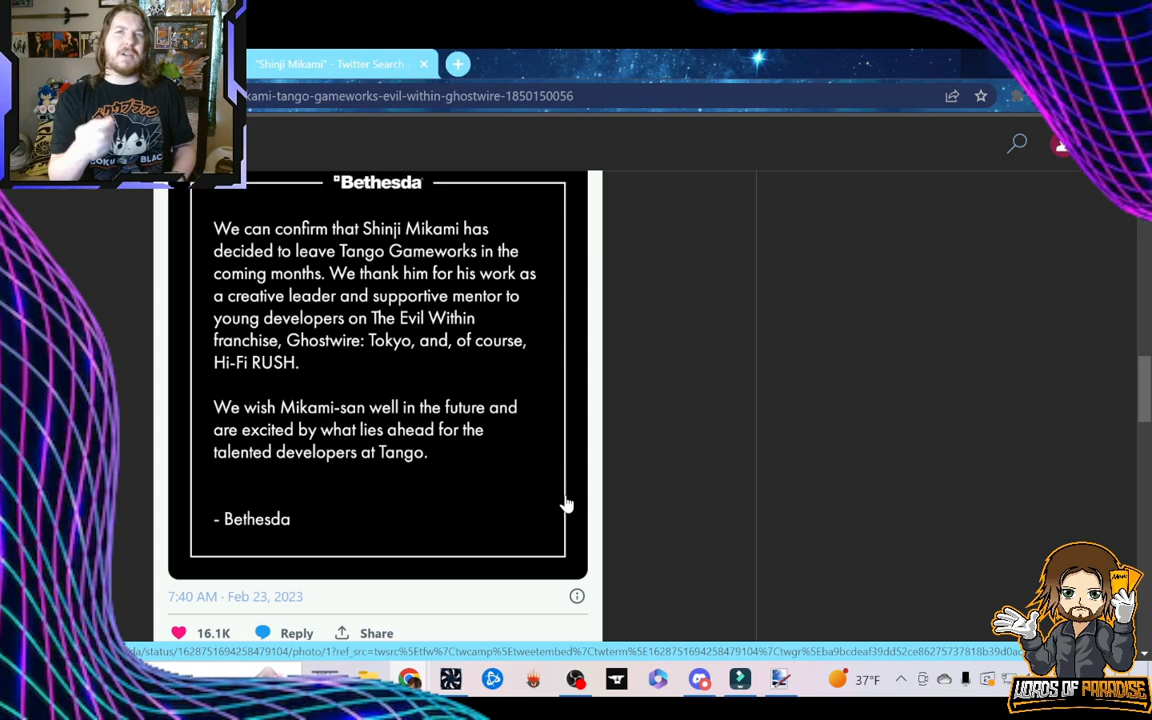 "Shinji Mikami" - Twitter Search
kami-tango-gameworks-evil-within-ghostwire-1850150056
Bethesda
We can confirm that Shinji Mikami has
decided to leave Tango Gameworks in the
coming months. We thank him for his work as
a creative leader and supportive mentor to
young developers on The Evil Within
franchise, Ghostwire: Tokyo, and, of course,
Hi-Fi RUSH.
We wish Mikami-san well in the future and
are excited by what lies ahead for the
talented developers at Tango.
- Bethesda
7:40 AM · Feb 23, 2023
16.1K Reply Share
37°F
WORDS OF PARADISE